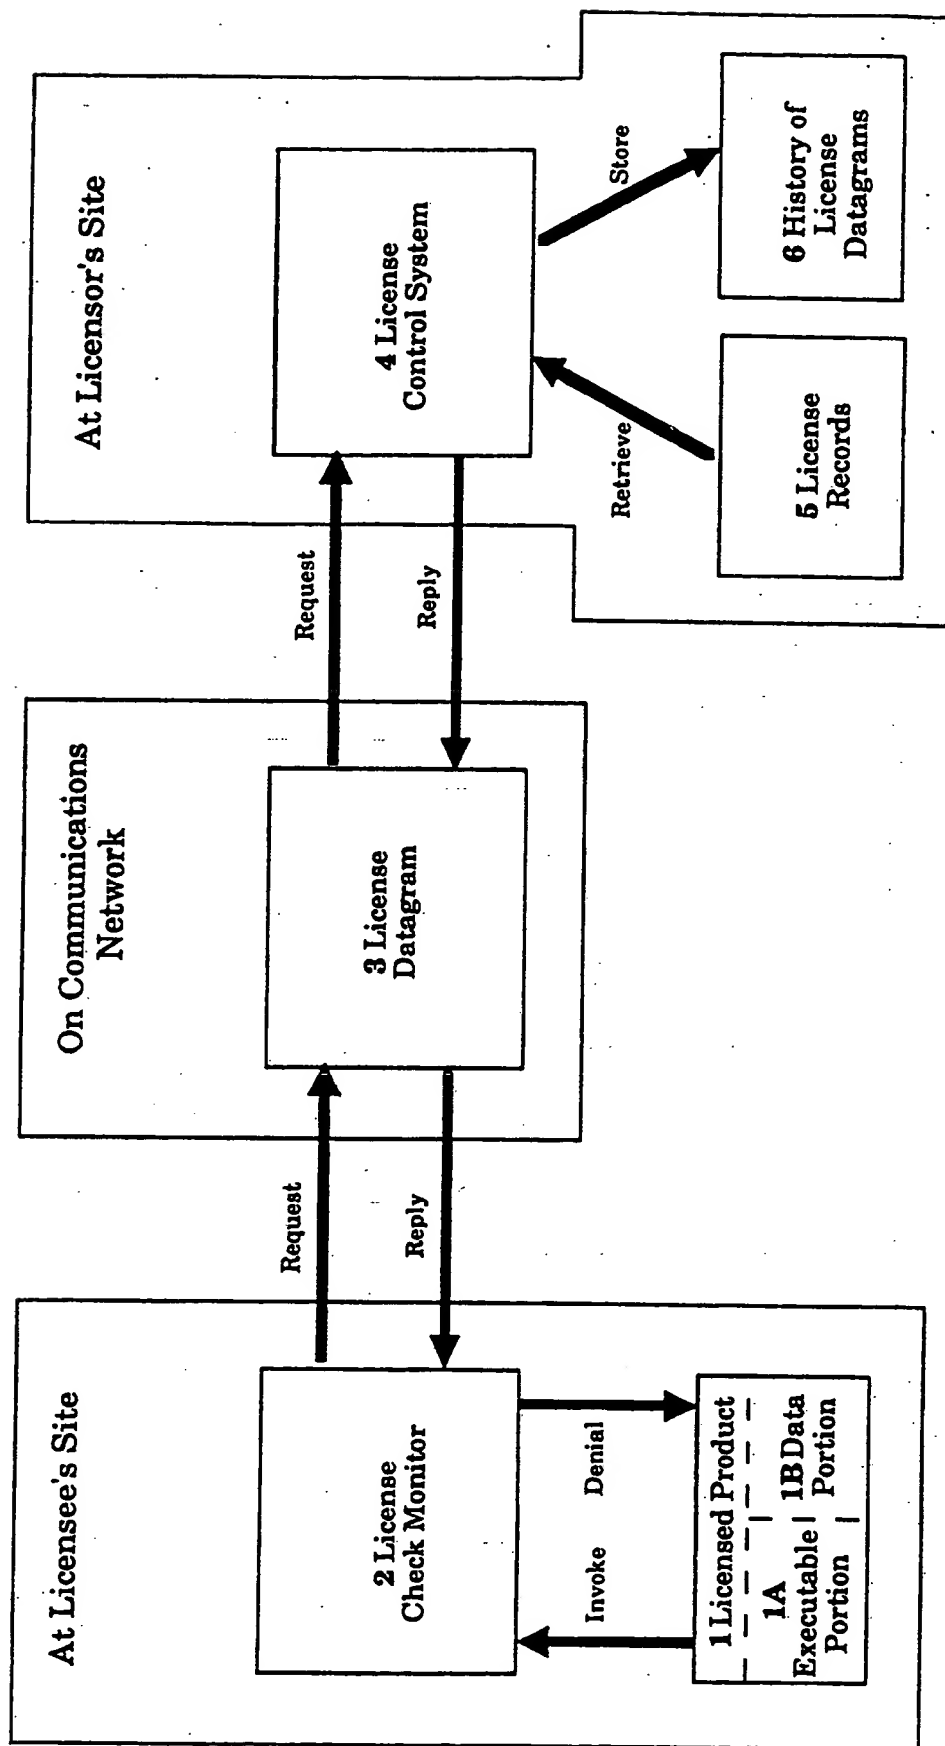 At Licensee's Site
2 License
Check Monitor
Invoke
Denial
1 Licensed Product
1A
Executable
Portion
1B Data
Portion
Request
Reply
On Communications
Network
3 License
Datagram
Request
Reply
At Licensor's Site
4 License
Control System
Retrieve
Store
5 License
Records
6 History of
License
Datagrams